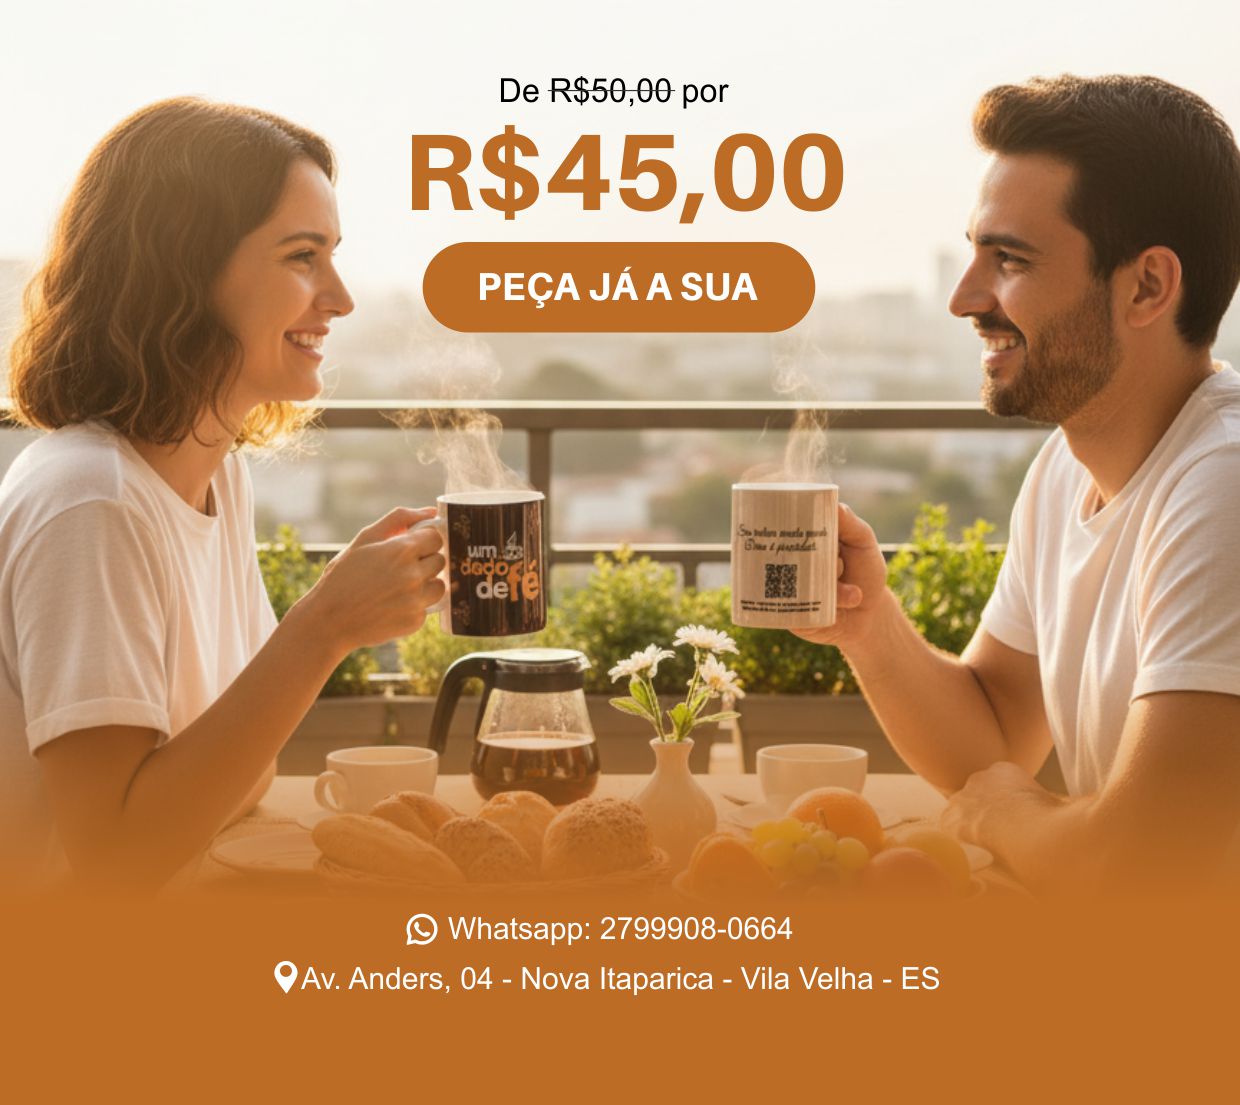 De R$50,00 por
R$45,00
PEÇA JÁ A SUA
um
dedo
de fé
Whatsapp: 2799908-0664
Av. Anders, 04 - Nova Itaparica - Vila Velha - ES